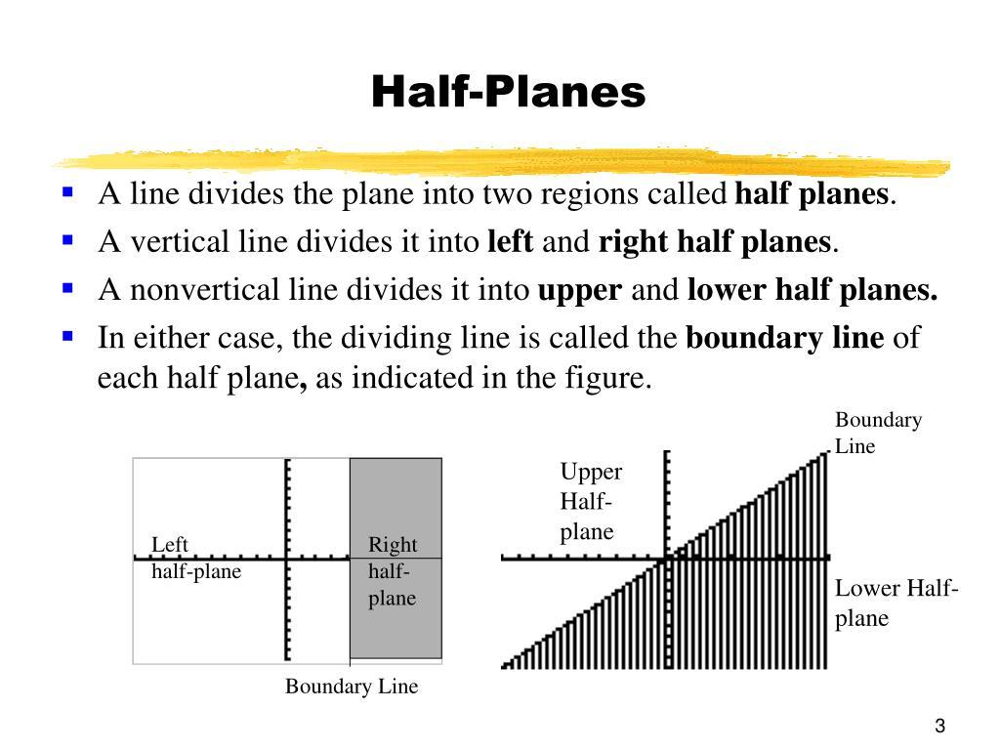 Half-Planes
A line divides the plane into two regions called half planes.
A vertical line divides it into left and right half planes.
A nonvertical line divides it into upper and lower half planes.
In either case, the dividing line is called the boundary line of
each half plane, as indicated in the figure.
Boundary
Line
Upper
Half-
plane
Left
half-plane
Right
half-
plane
Lower Half-
plane
Boundary Line
3